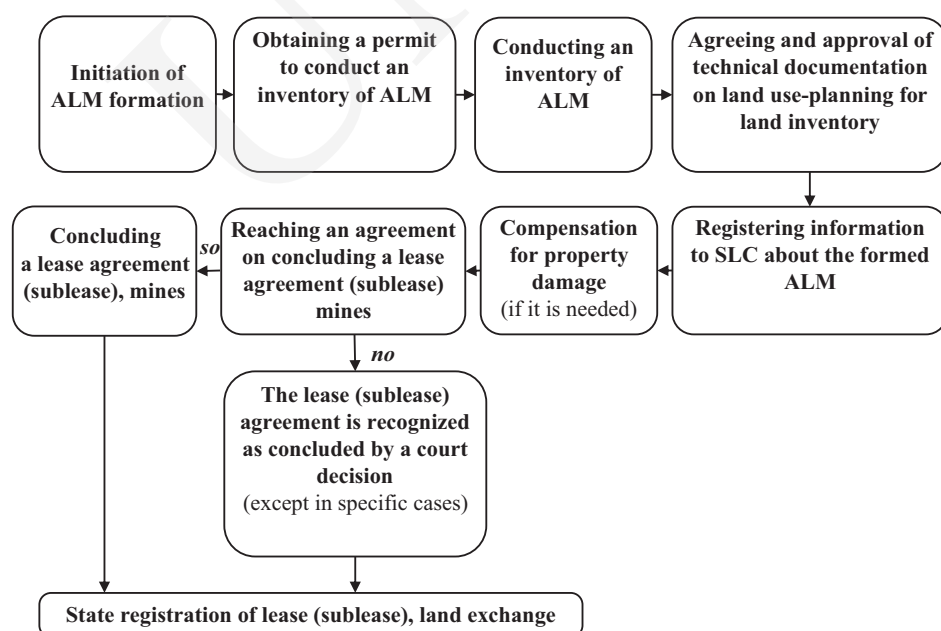 Initiation of
ALM formation
Obtaining a permit
to conduct an
inventory of ALM
Conducting an
inventory of
ALM
Agreeing and approval of
technical documentation
on land use-planning for
land inventory
Concluding
a lease agreement
(sublease), mines
so
Reaching an agreement
on concluding a lease
agreement (sublease)
mines
Compensation
for property
damage
(if it is needed)
Registering information
to SLC about the formed
ALM
no
The lease (sublease)
agreement is recognized
as concluded by a court
decision
(except in specific cases)
State registration of lease (sublease), land exchange